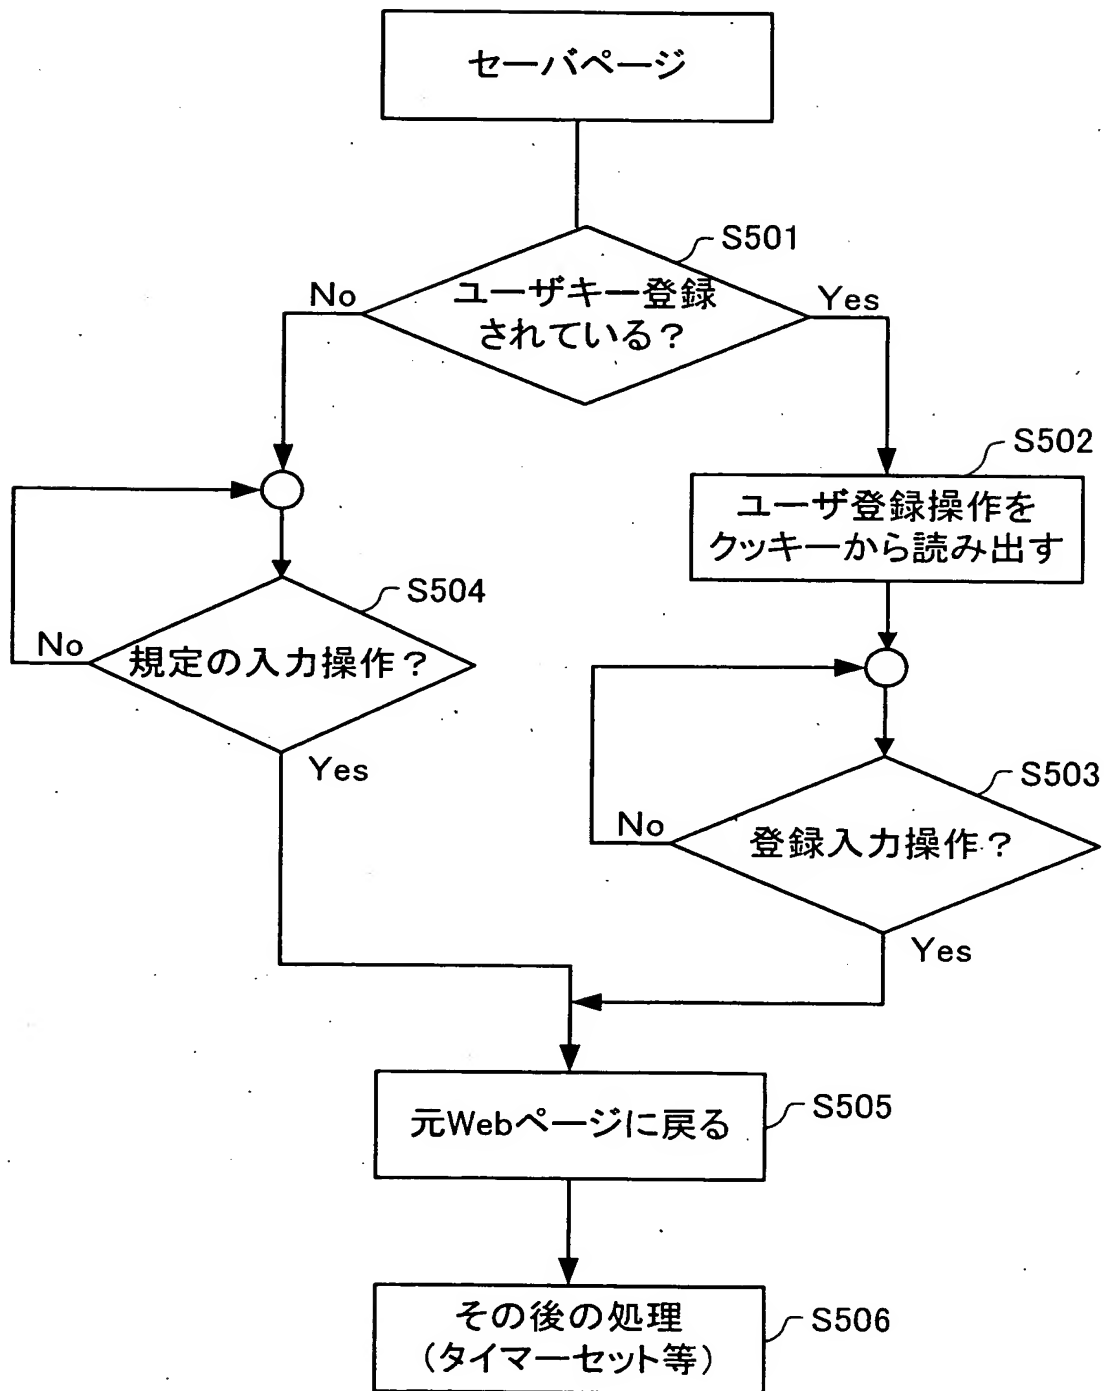 セーバページ
S501
ユーザキー登録
されている?
No
Yes
S502
ユーザ登録操作を
クッキーから読み出す
S504
規定の入力操作?
No
Yes
S503
登録入力操作?
No
Yes
元Webページに戻る
S505
その後の処理
(タイマーセット等)
S506